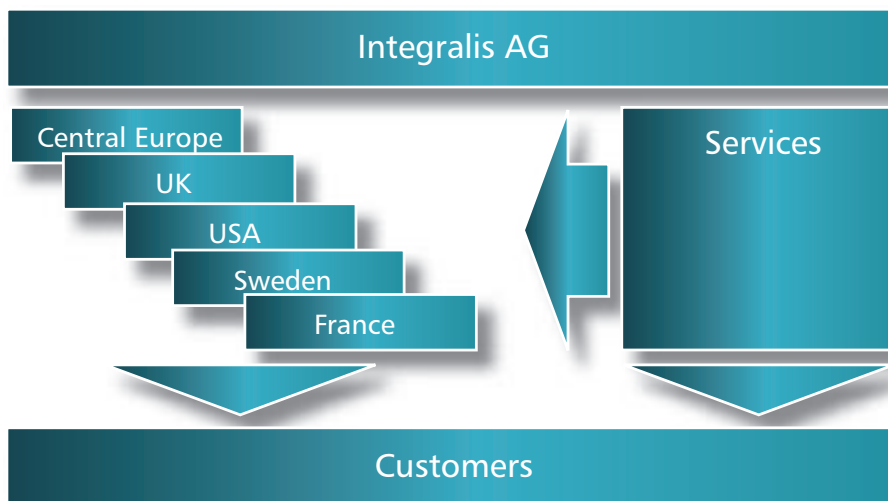 Integralis AG
Central Europe
UK
USA
Sweden
France
Services
Customers